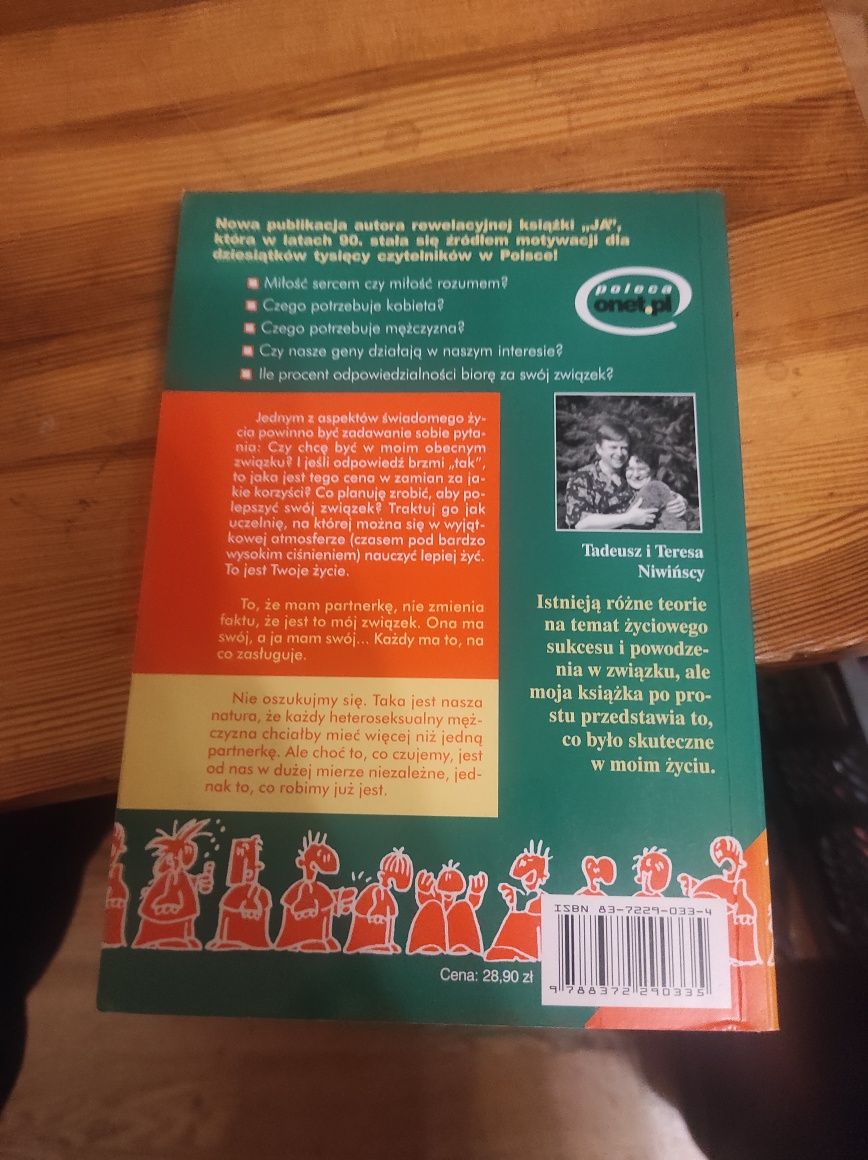 Nowa publikacja autora rewelacyjnej książki „JA”,
która w latach 90. stała się źródłem motywacji dla
dziesiątków tysięcy czytelników w Polsce!
Miłość sercem czy miłość rozumem?
Czego potrzebuje kobieta?
Czego potrzebuje mężczyzna?
Czy nasze geny działają w naszym interesie?
Ile procent odpowiedzialności biorę za swój związek?
poleca
onet.pl
Jednym z aspektów świadomego ży-
cia powinno być zadawanie sobie pyta-
nia: Czy chcę być w moim obecnym
związku? I jeśli odpowiedź brzmi „tak”,
to jaka jest tego cena w zamian za ja-
kie korzyści? Co planuję zrobić, aby po-
lepszyć swój związek? Traktuj go jak
uczelnię, na której można się w wyjąt-
kowej atmosferze (czasem pod bardzo
wysokim ciśnieniem) nauczyć lepiej żyć.
To jest Twoje życie.
To, że mam partnerkę, nie zmienia
faktu, że jest to mój związek. Ona ma
swój, a ja mam swój... Każdy ma to, na
co zasługuje.
Nie oszukujmy się. Taka jest nasza
natura, że każdy heteroseksualny męż-
czyzna chciałby mieć więcej niż jedną
partnerkę. Ale choć to, co czujemy, jest
od nas w dużej mierze niezależne, jed-
nak to, co robimy już jest.
Tadeusz i Teresa
Niwińscy
Istnieją różne teorie
na temat życiowego
sukcesu i powodze-
nia w związku, ale
moja książka po pro-
stu przedstawia to,
co było skuteczne
w moim życiu.
ISBN 83-7229-033-4
Cena: 28,90 zł
9 788372 290335